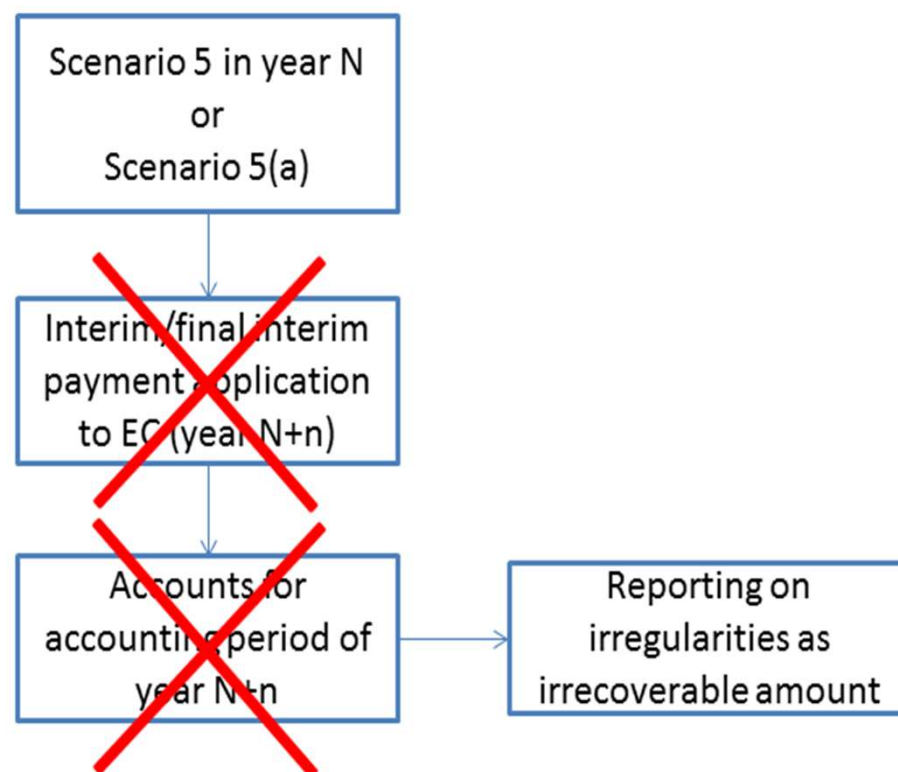 Scenario 5 in year N
or
Scenario 5(a)
Interim/final interim
payment application
to EC (year N+n)
Accounts for
accounting period of
year N+n
Reporting on
irregularities as
irrecoverable amount